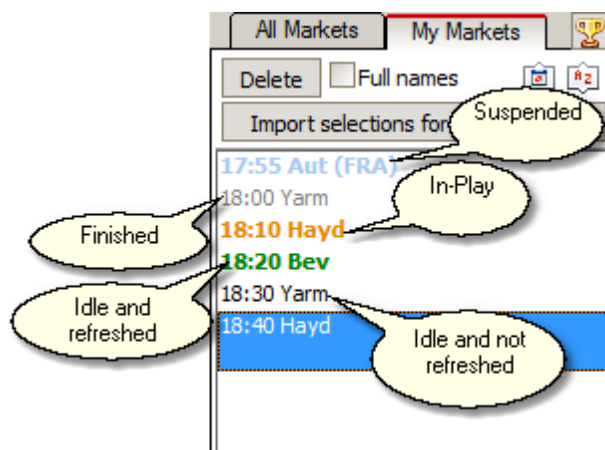 All Markets My Markets
Delete Full names
Import selections for
Suspended
17:55 Aut (FRA)
In-Play
18:00 Yarm
Finished
18:10 Hayd
18:20 Bev
Idle and
refreshed
18:30 Yarm
18:40 Hayd
Idle and not
refreshed